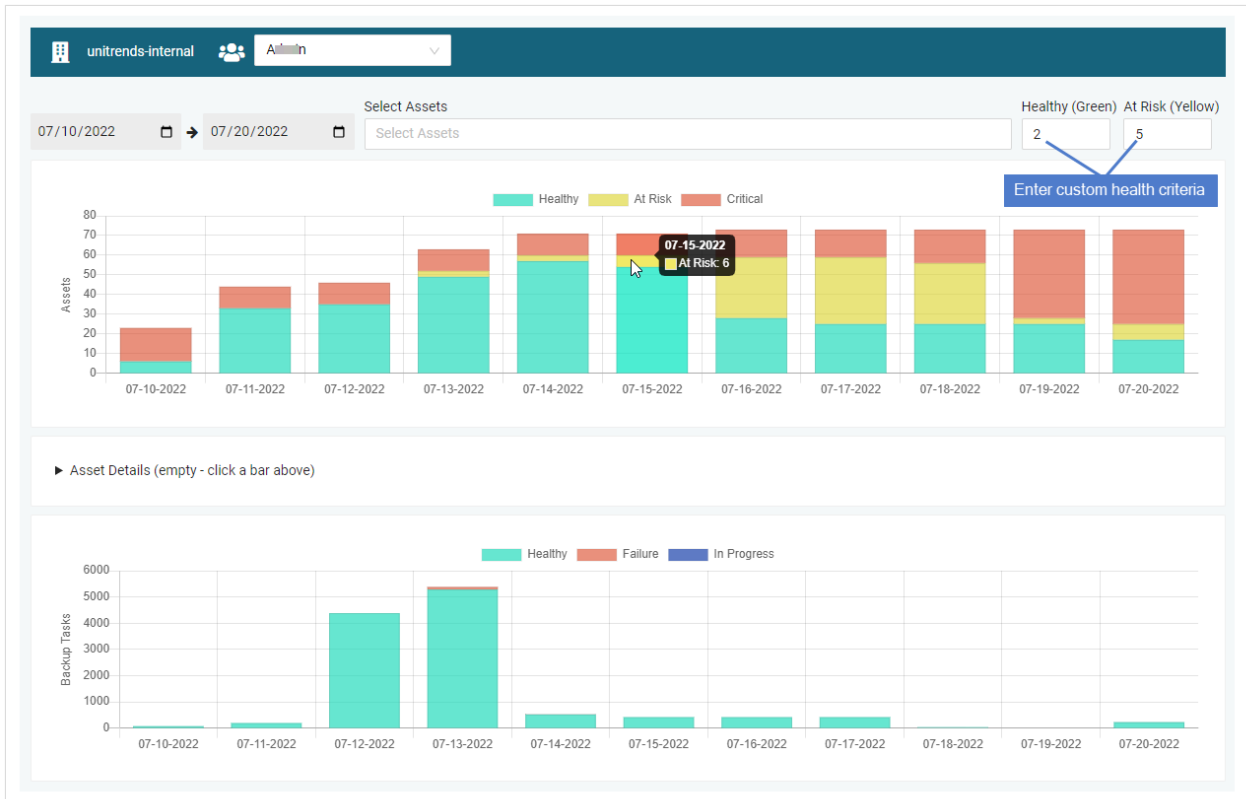 unitrends-internal
Select Assets
Healthy (Green) At Risk (Yellow)
07/10/2022
07/20/2022
Select Assets
2
5
Enter custom health criteria
Healthy
At Risk
Critical
80
70
60
50
40
30
20
10
0
Assets
07-15-2022
At Risk: 6
07-10-2022
07-11-2022
07-12-2022
07-13-2022
07-14-2022
07-15-2022
07-16-2022
07-17-2022
07-18-2022
07-19-2022
07-20-2022
Asset Details (empty - click a bar above)
Healthy
Failure
In Progress
6000
5000
4000
3000
2000
1000
0
Backup Tasks
07-10-2022
07-11-2022
07-12-2022
07-13-2022
07-14-2022
07-15-2022
07-16-2022
07-17-2022
07-18-2022
07-19-2022
07-20-2022